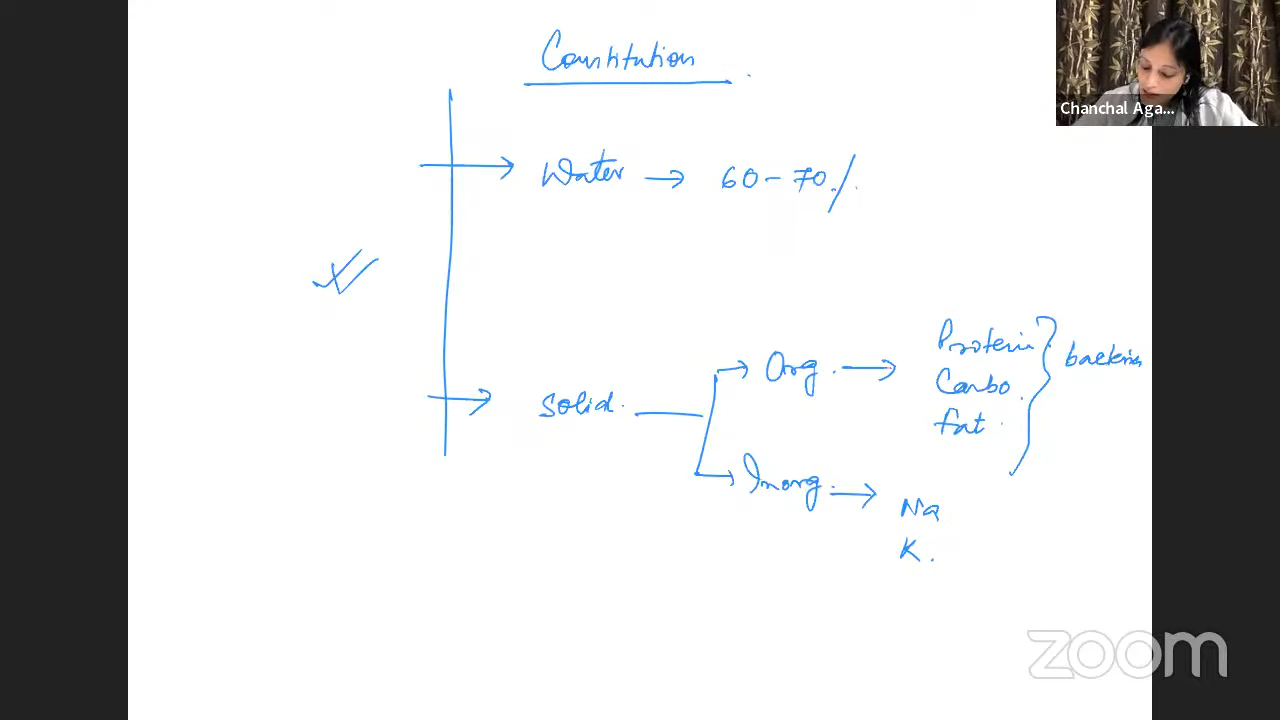 Constitution
Chanchal Aga...
Water → 60-70%
Protein
bacteria
Org. →
Carbo.
Solid.
Fat.
Inorg. →
Na
K.
zoom